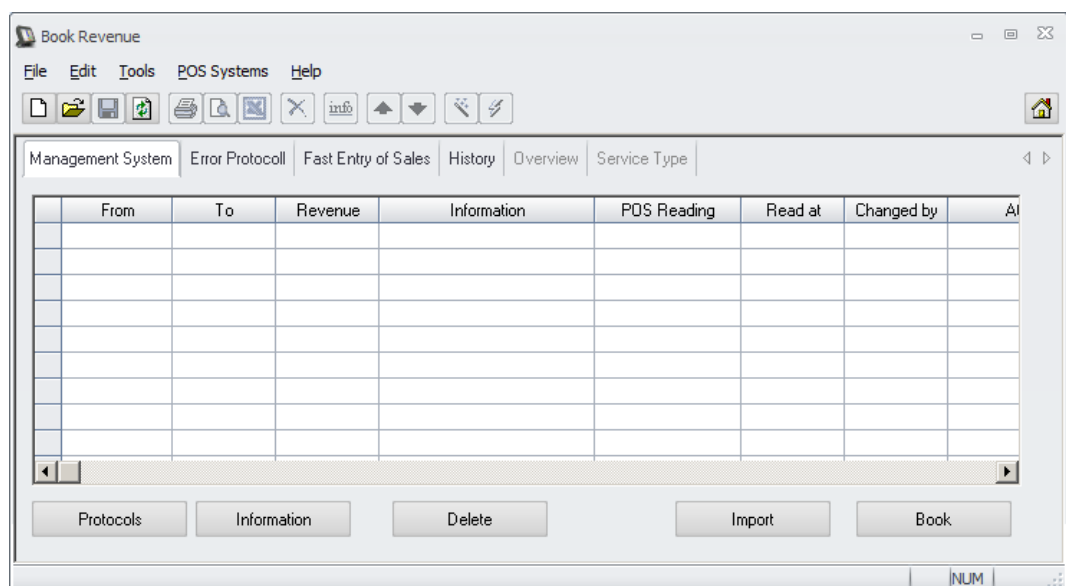 Book Revenue
File Edit Tools POS Systems Help
info
Management System Error Protocoll Fast Entry of Sales History Overview Service Type
From To Revenue Information POS Reading Read at Changed by
Protocols Information Delete Import Book
NUM